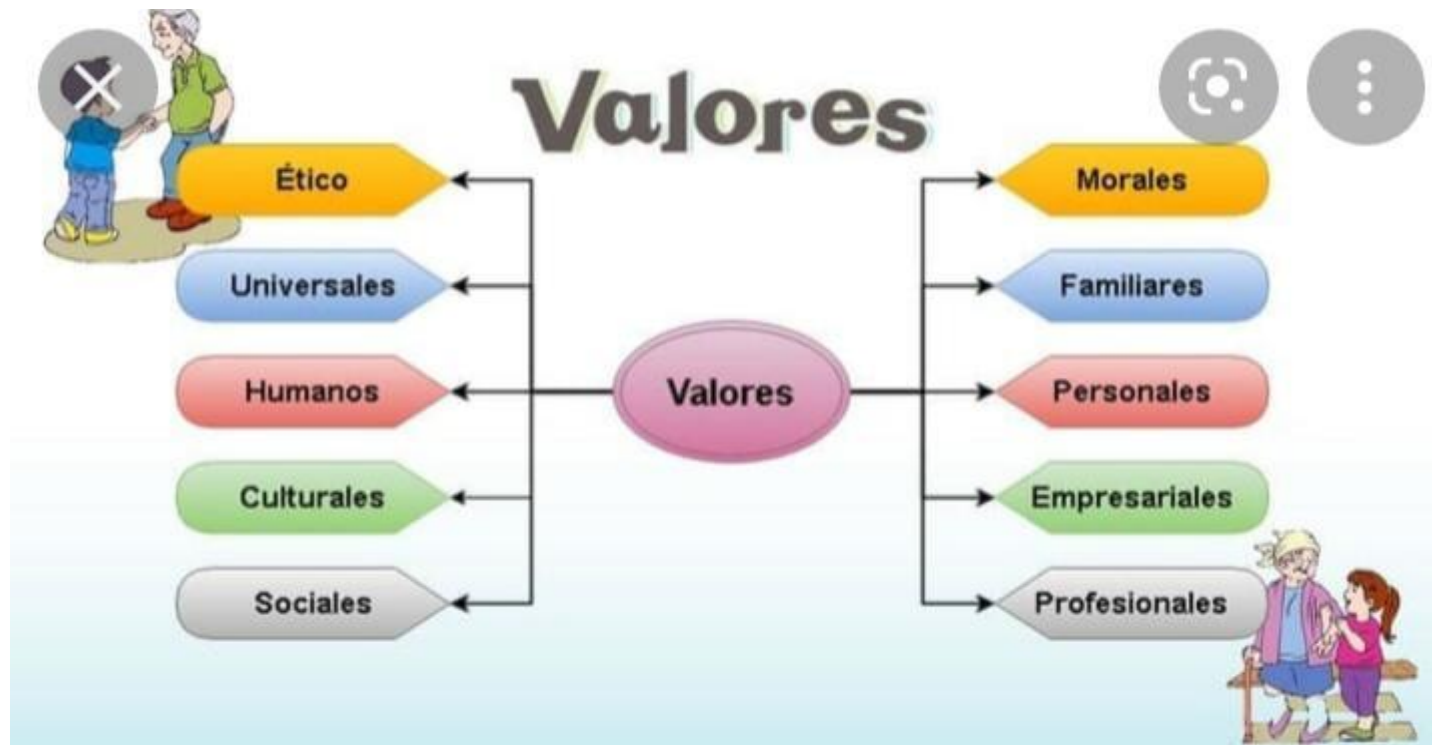 Valores
Ético
Universales
Humanos
Culturales
Sociales
Valores
Morales
Familiares
Personales
Empresariales
Profesionales